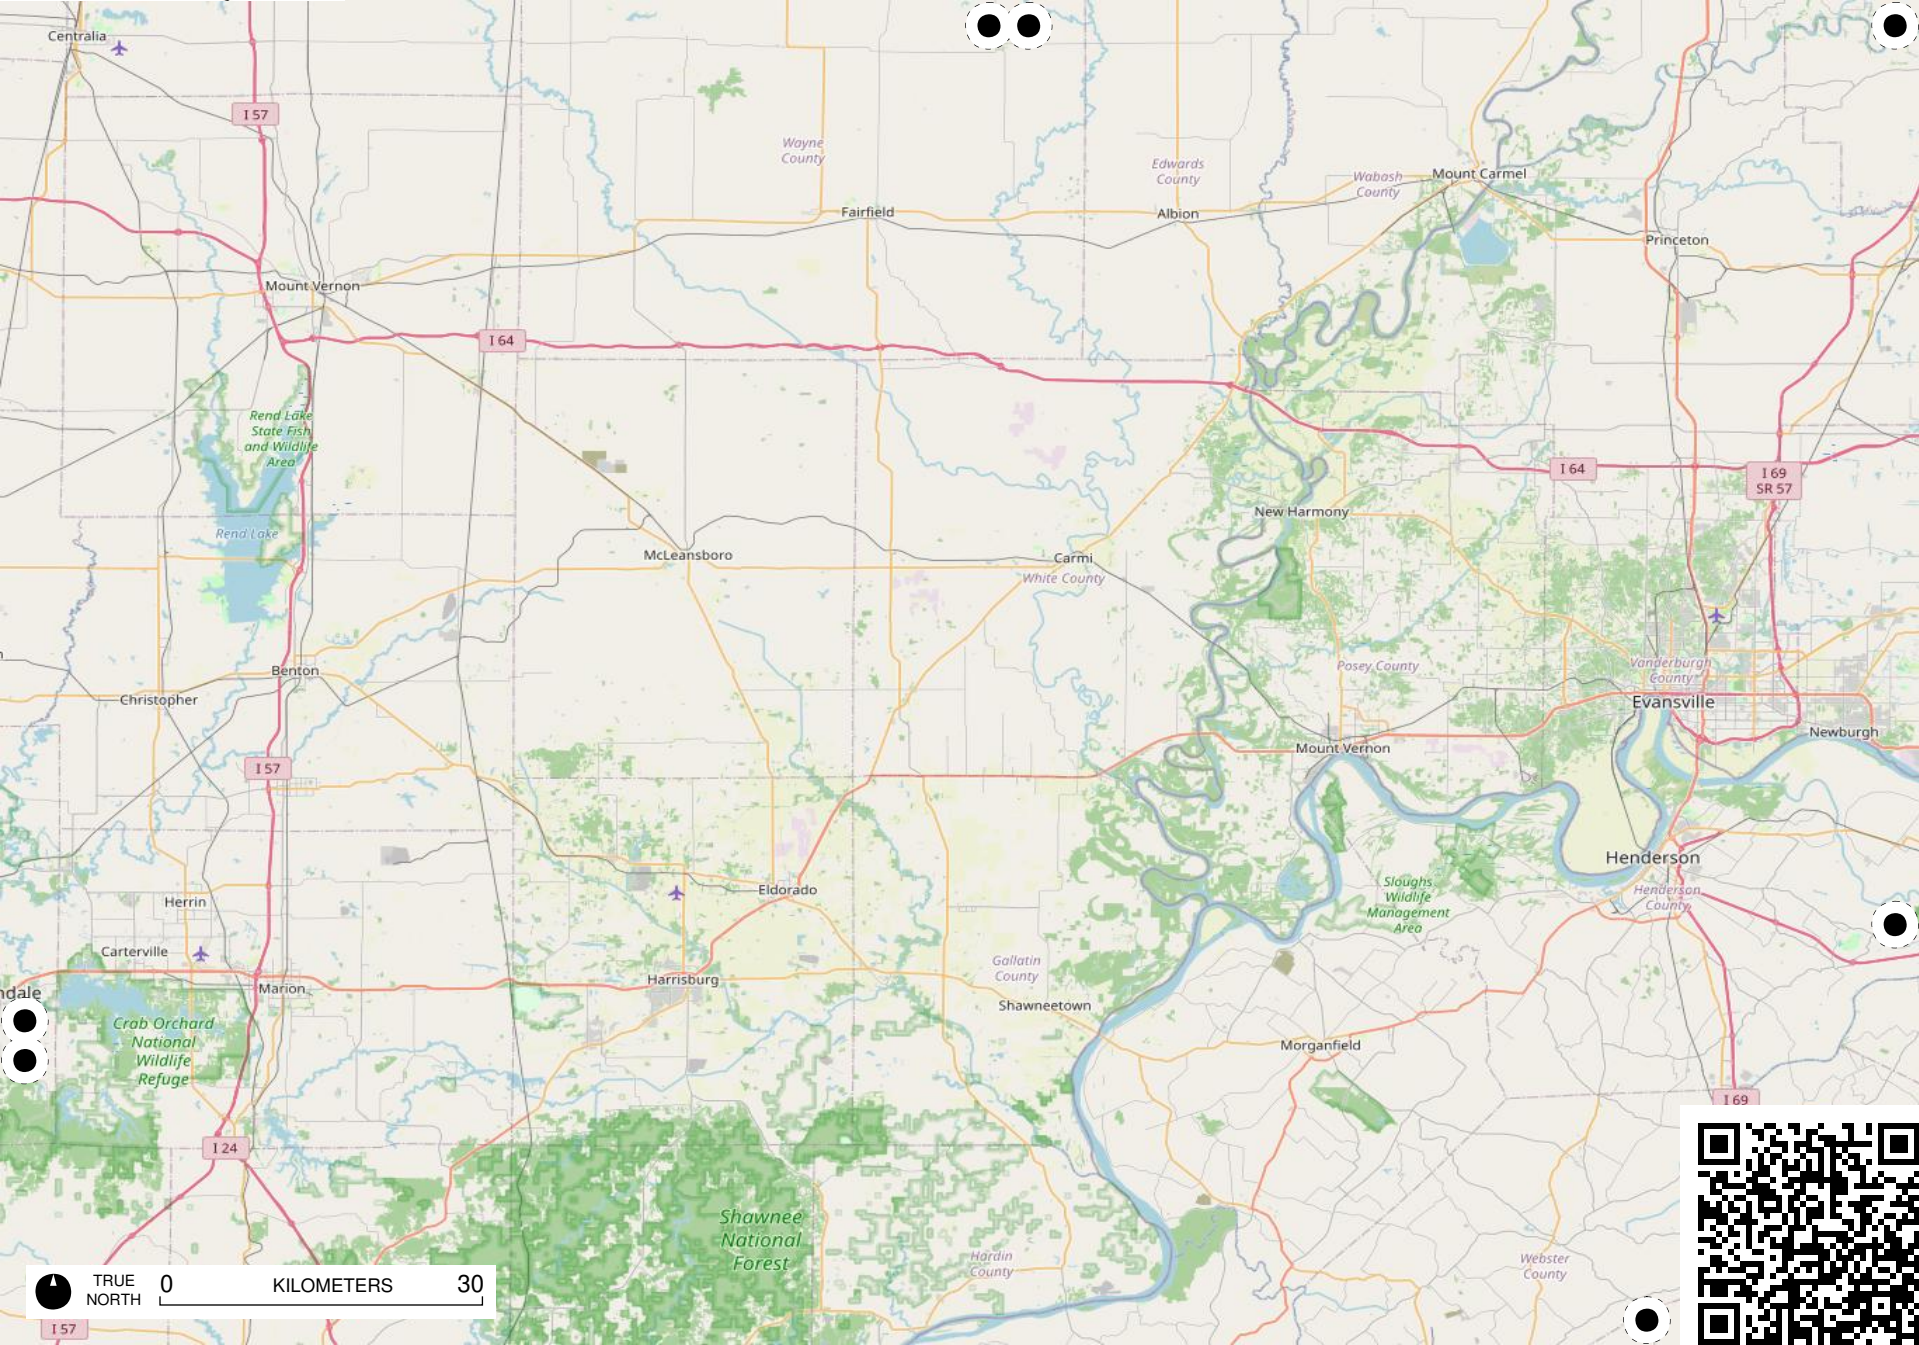 Centralia
I 57
Wayne
County
Edwards
County
Wabash
County
Mount Carmel
Fairfield
Albion
Princeton
Mount Vernon
I 64
Rend Lake
State Fish
and Wildlife
Area
I 64
I 69
SR 57
New Harmony
Rend Lake
McLeansboro
Carmi
White County
Benton
Christopher
Posey County
Vanderburgh
County
Evansville
Newburgh
Mount Vernon
I 57
Henderson
Henderson
County
Eldorado
Sloughs
Wildlife
Management
Area
Herrin
Carterville
Harrisburg
Marion
ndale
Gallatin
County
Shawneetown
Crab Orchard
National
Wildlife
Refuge
Morganfield
I 69
I 24
Shawnee
National
Forest
Hardin
County
Webster
County
TRUE
NORTH
0 KILOMETERS 30
I 57